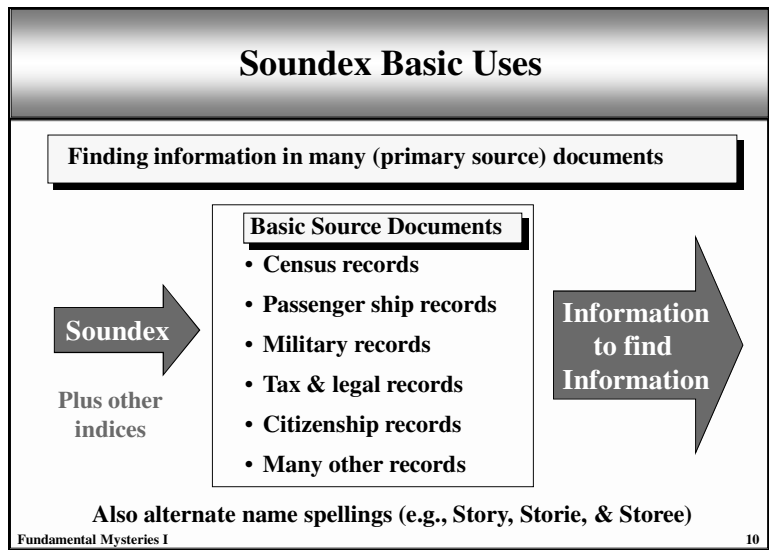 Soundex Basic Uses
Finding information in many (primary source) documents
Basic Source Documents
• Census records
• Passenger ship records
• Military records
• Tax & legal records
• Citizenship records
• Many other records
Soundex
Plus other
indices
Information
to find
Information
Also alternate name spellings (e.g., Story, Storie, & Storee)
Fundamental Mysteries I
10